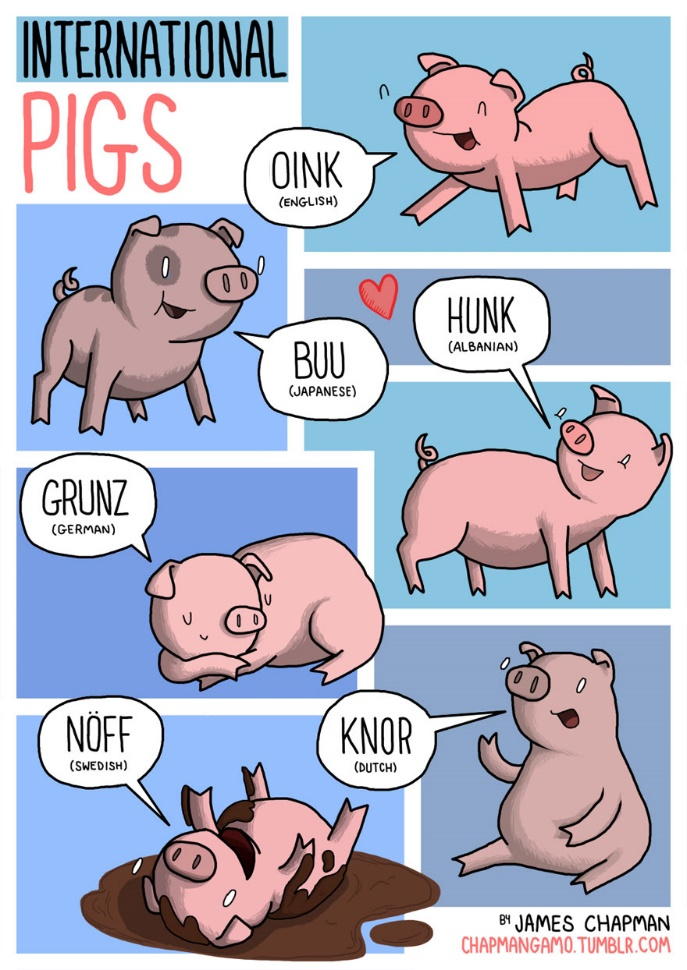 INTERNATIONAL
PIGS
OINK
(ENGLISH)
BUU
(JAPANESE)
HUNK
(ALBANIAN)
GRUNZ
(GERMAN)
NÖFF
(SWEDISH)
KNOR
(DUTCH)
BY JAMES CHAPMAN
CHAPMANGAMO.TUMBLR.COM